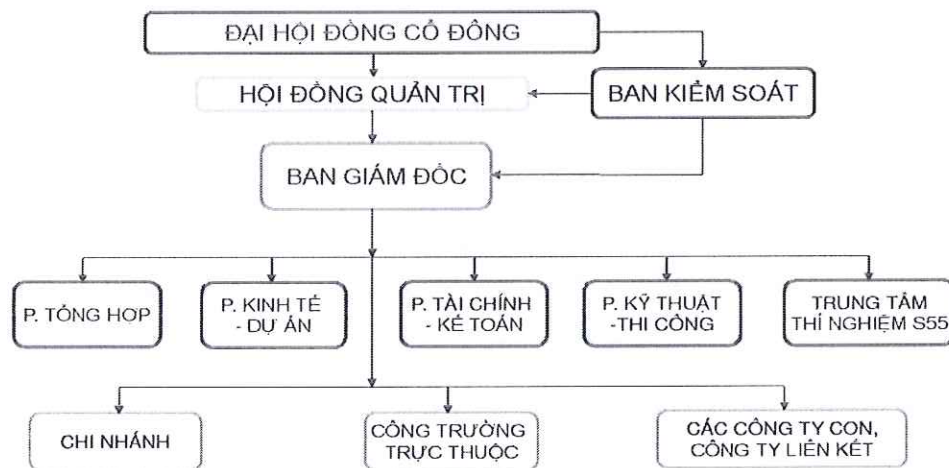 ĐẠI HỘI ĐỒNG CỔ ĐÔNG
HỘI ĐỒNG QUẢN TRỊ
BAN KIỂM SOÁT
BAN GIÁM ĐỐC
P. TỔNG HỢP
P. KINH TẾ
- DỰ ÁN
P. TÀI CHÍNH
- KẾ TOÁN
P. KỸ THUẬT
-THI CÔNG
TRUNG TÂM
THÍ NGHIỆM S55
CHI NHÁNH
CÔNG TRƯỜNG
TRỰC THUỘC
CÁC CÔNG TY CON,
CÔNG TY LIÊN KẾT